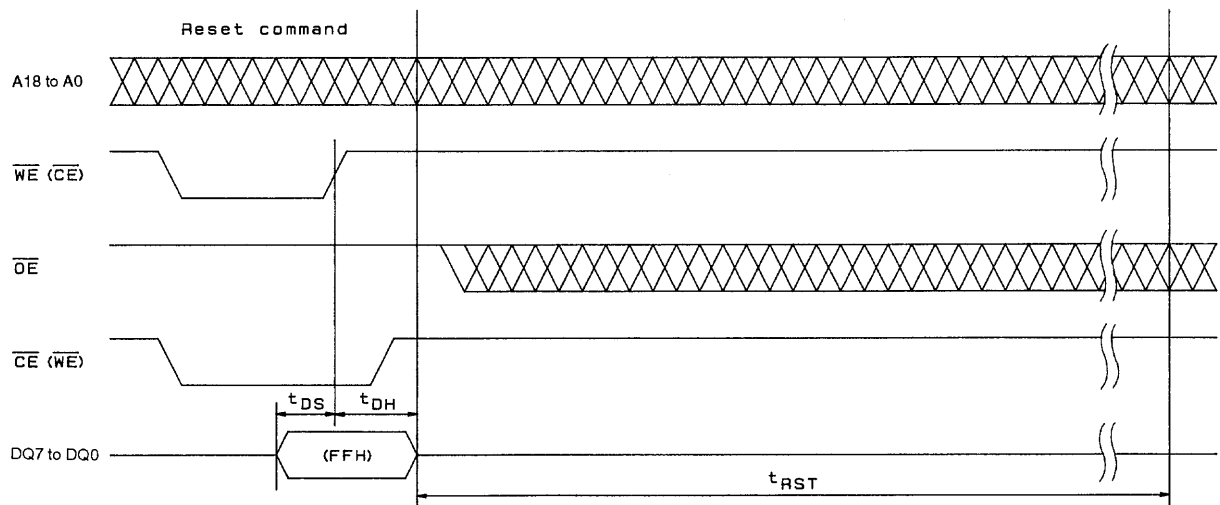 Reset command
A18 to A0
WE (CE)
OE
CE (WE)
tDS tDH
DQ7 to DQ0 (FFH)
tRST